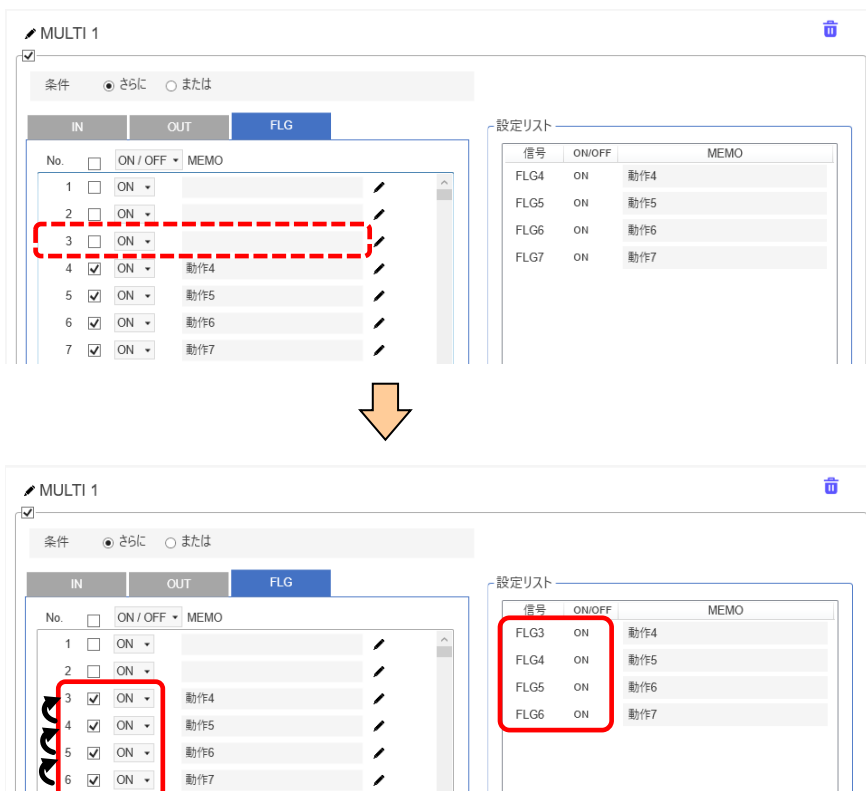 MULTI 1
条件 さらに または
IN OUT FLG
No. ON / OFF MEMO
1 ON
2 ON
3 ON
4 ON 動作4
5 ON 動作5
6 ON 動作6
7 ON 動作7
設定リスト
信号 ON/OFF MEMO
FLG4 ON 動作4
FLG5 ON 動作5
FLG6 ON 動作6
FLG7 ON 動作7
MULTI 1
条件 さらに または
IN OUT FLG
No. ON / OFF MEMO
1 ON
2 ON
3 ON 動作4
4 ON 動作5
5 ON 動作6
6 ON 動作7
設定リスト
信号 ON/OFF MEMO
FLG3 ON 動作4
FLG4 ON 動作5
FLG5 ON 動作6
FLG6 ON 動作7